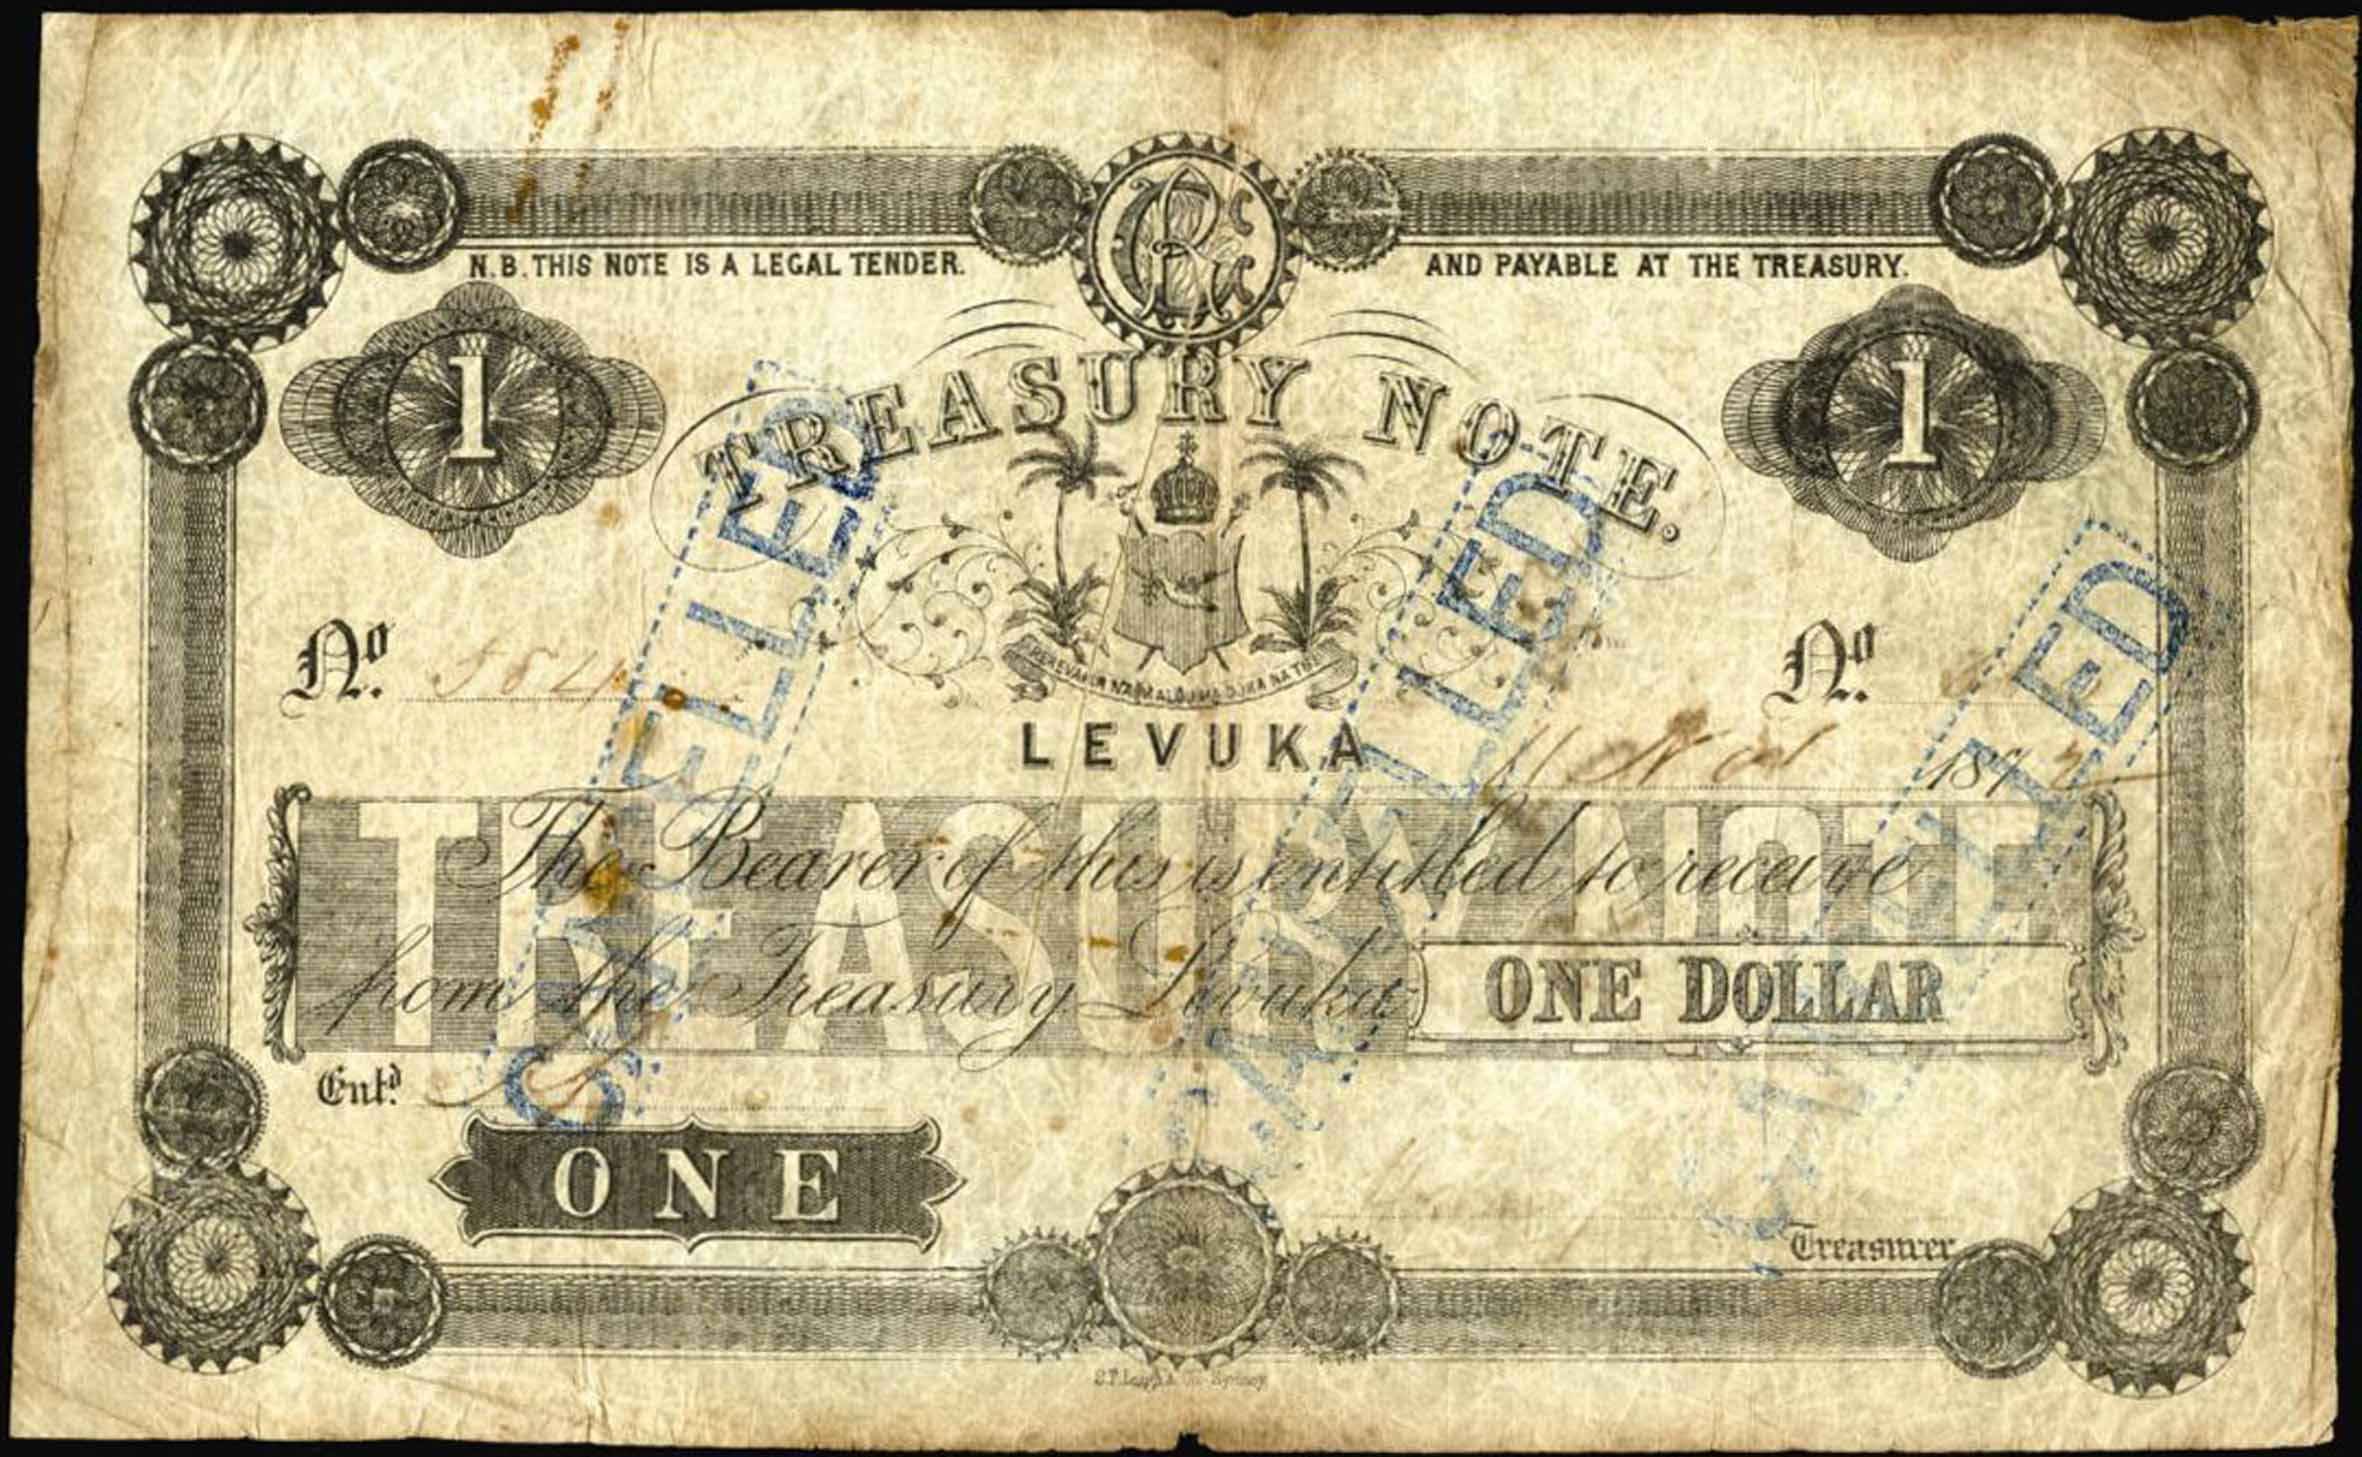 CR
N.B. THIS NOTE IS A LEGAL TENDER.
AND PAYABLE AT THE TREASURY.
1
1
TREASURY NOTE.
No.
No.
LEVUKA
187
TREASURY NOTE
The Bearer of this is entitled to receive
from the Treasury Levuka
ONE DOLLAR
Entd.
ONE
Treasurer
Sydney
CANCELLED
CANCELLED
CANCELLED